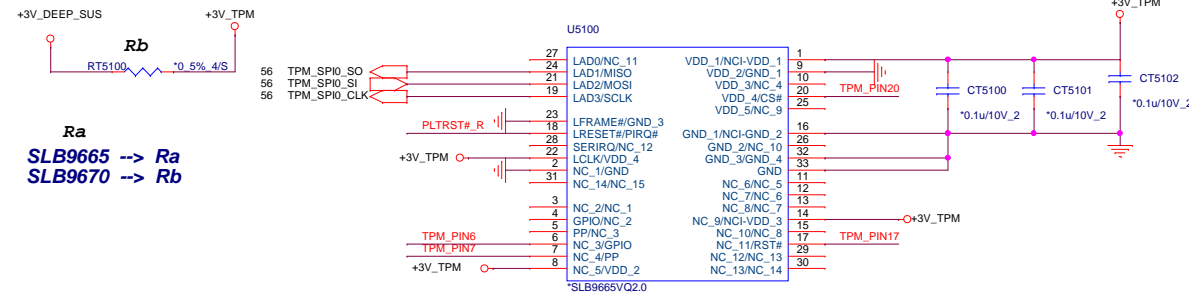 +3V_DEEP_SUS
+3V_TPM
Rb
RT5100
*0_5%_4/S
Ra
SLB9665 --> Ra
SLB9670 --> Rb
56 TPM_SPI0_SO
56 TPM_SPI0_SI
56 TPM_SPI0_CLK
PLTRST#_R
+3V_TPM
TPM_PIN6
TPM_PIN7
+3V_TPM
U5100
27 LAD0/NC_11
24 LAD1/MISO
21 LAD2/MOSI
19 LAD3/SCLK
23 LFRAME#/GND_3
18 LRESET#/PIRQ#
28 SERIRQ/NC_12
22 LCLK/VDD_4
2 NC_1/GND
31 NC_14/NC_15
3 NC_2/NC_1
4 GPIO/NC_2
5 PP/NC_3
6 NC_3/GPIO
7 NC_4/PP
8 NC_5/VDD_2
VDD_1/NCI-VDD_1 1
VDD_2/GND_1 9
VDD_3/NC_4 10
VDD_4/CS# 20
VDD_5/NC_9 25
GND_1/NCI-GND_2 16
GND_2/NC_10 26
GND_3/GND_4 32
GND 33
NC_6/NC_5 11
NC_7/NC_6 12
NC_8/NC_7 13
NC_9/NCI-VDD_3 14
NC_10/NC_8 15
NC_11/RST# 17
NC_12/NC_13 29
NC_13/NC_14 30
*SLB9665VQ2.0
TPM_PIN20
+3V_TPM
TPM_PIN17
+3V_TPM
CT5100
*0.1u/10V_2
CT5101
*0.1u/10V_2
CT5102
*0.1u/10V_2